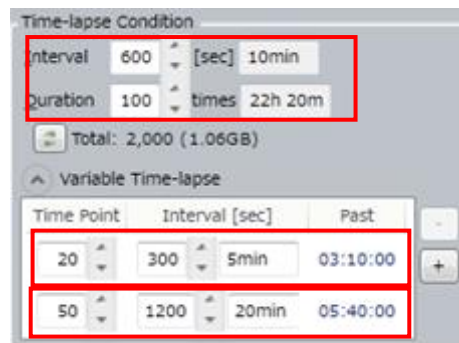 Time-lapse Condition
Interval 600 [sec] 10min
Duration 100 times 22h 20m
Total: 2,000 (1.06GB)
Variable Time-lapse
Time Point Interval [sec] Past
20 300 5min 03:10:00
50 1200 20min 05:40:00